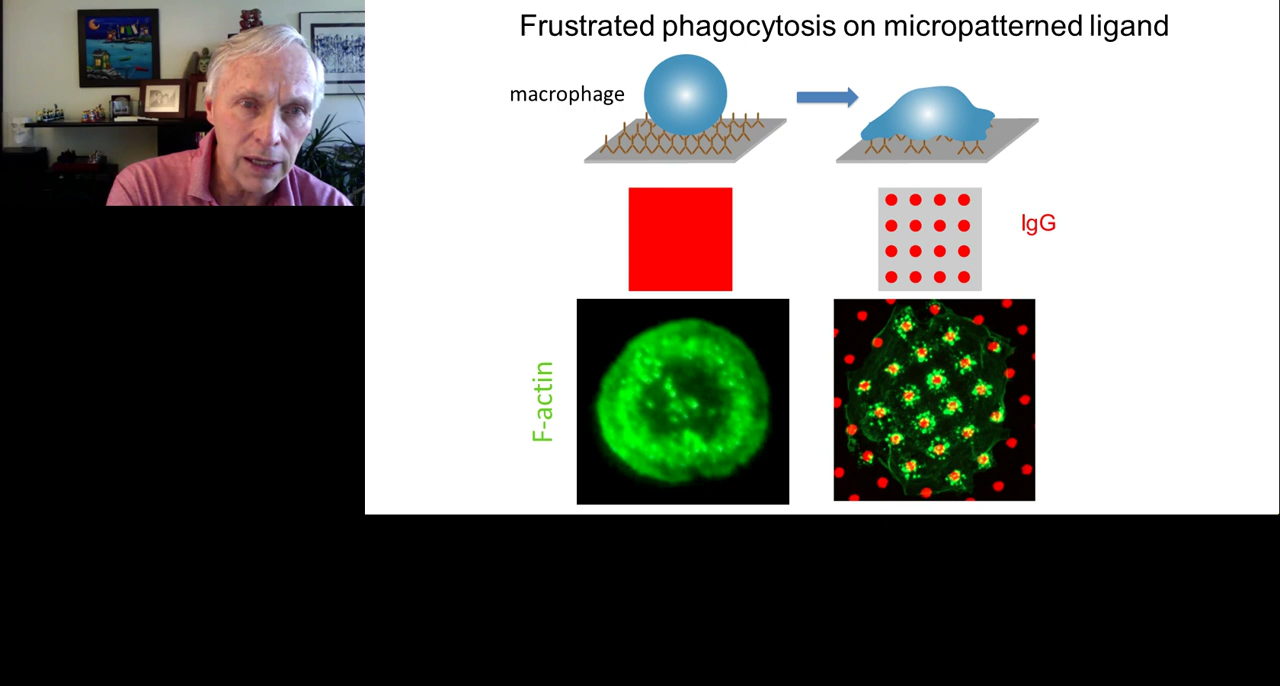 Frustrated phagocytosis on micropatterned ligand
macrophage
IgG
F-actin